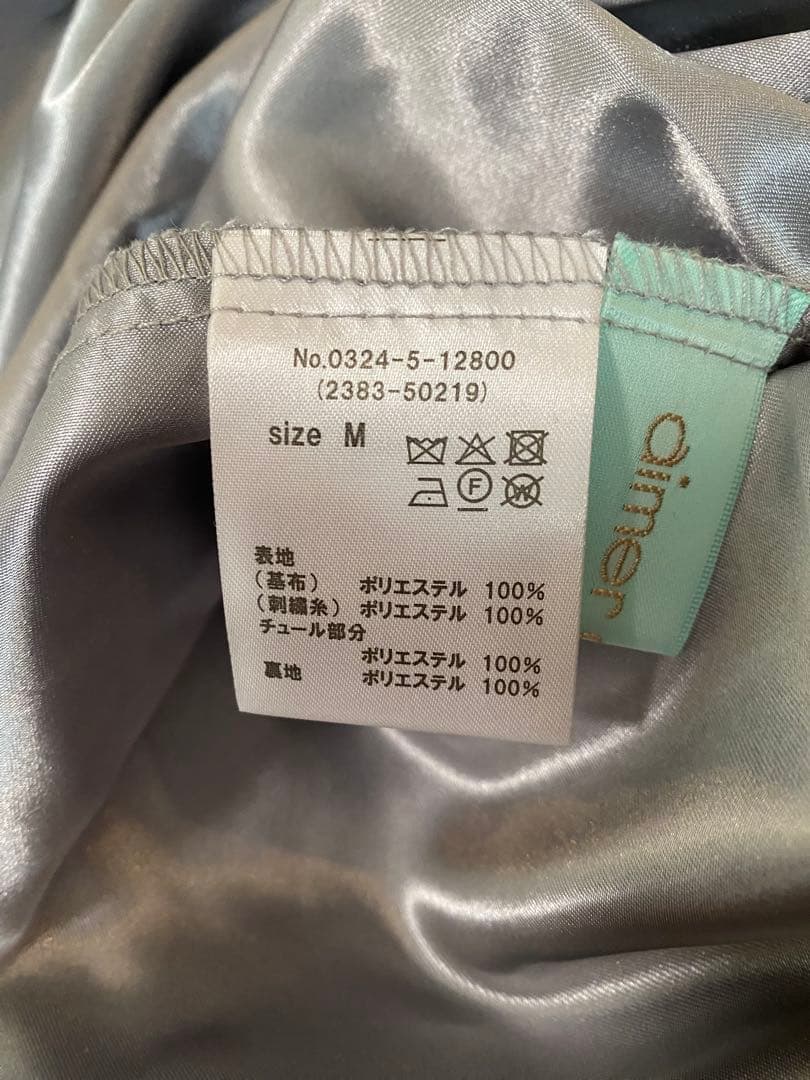 No.0324-5-12800
(2383-50219)
size M
F
W
表地
(基布) ポリエステル 100%
(刺繍糸) ポリエステル 100%
チュール部分
ポリエステル 100%
裏地 ポリエステル 100%
aimer